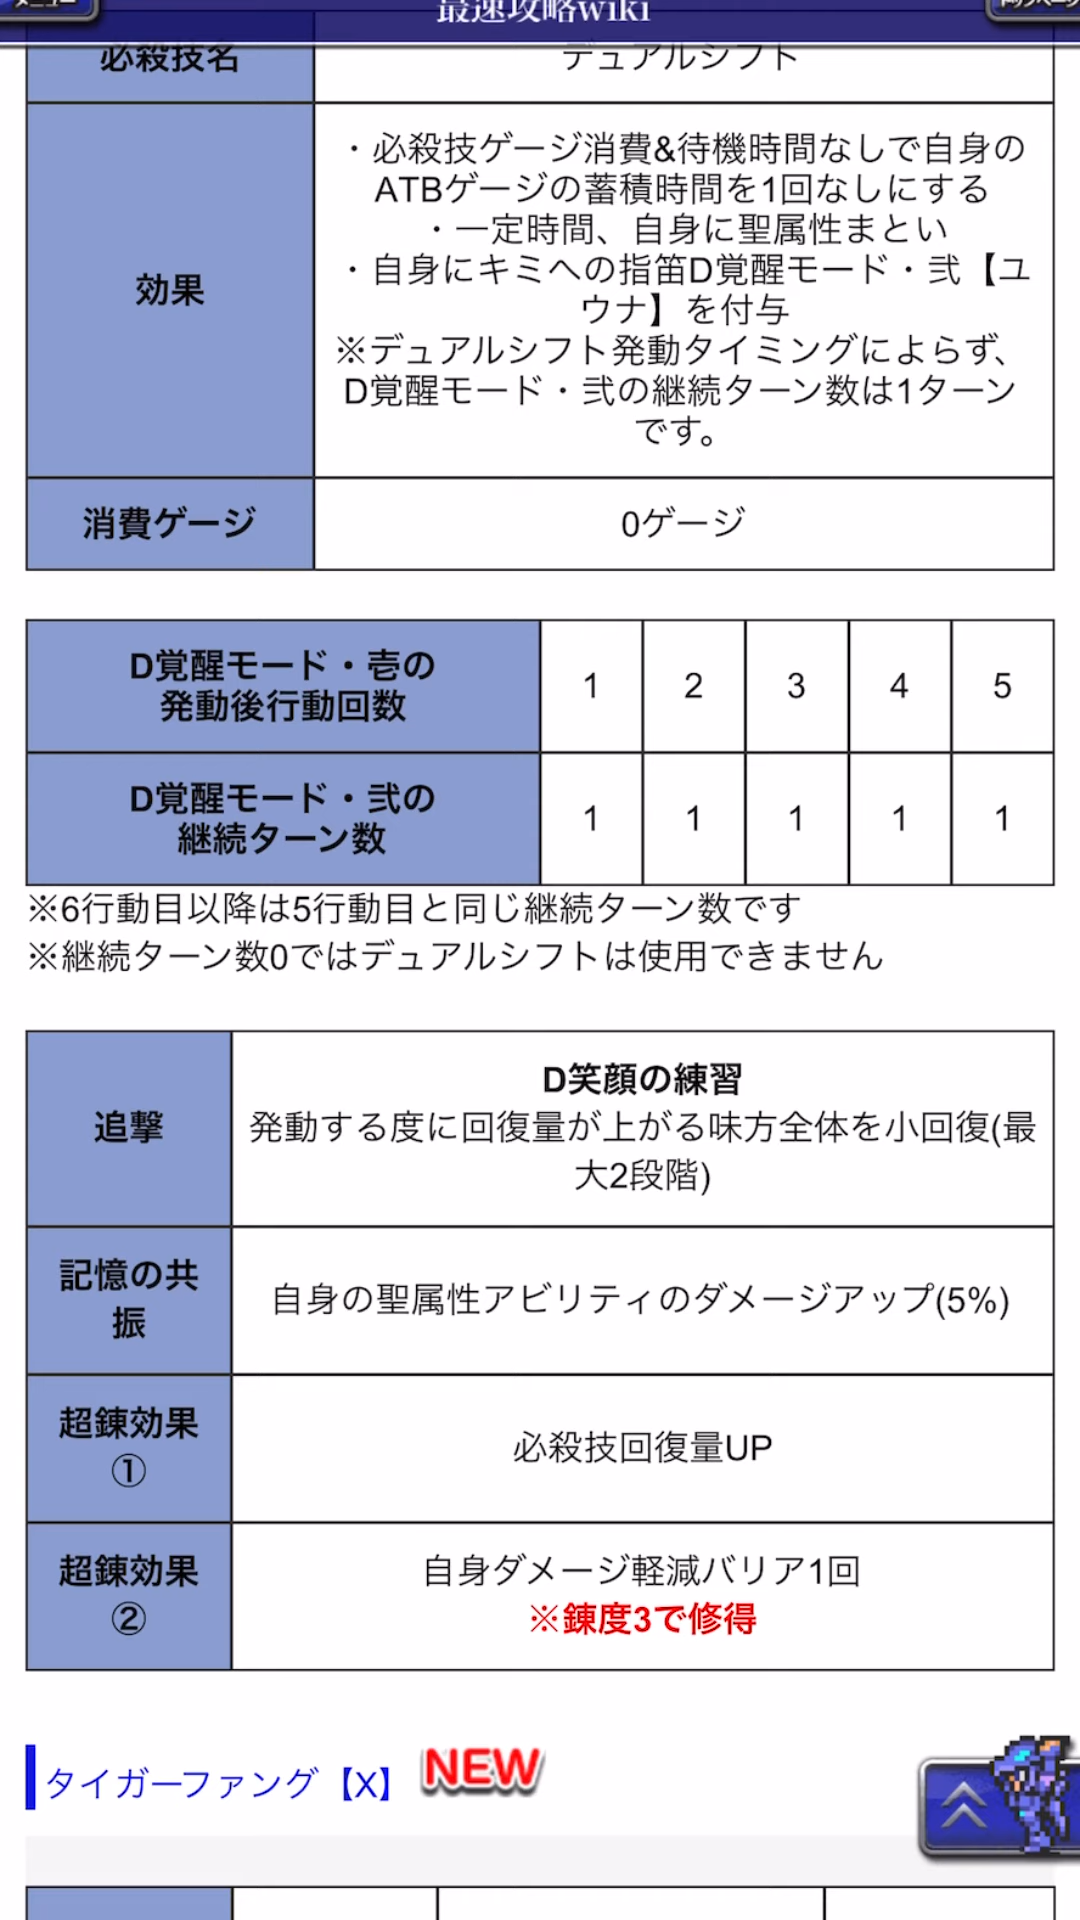 メニュー
最速攻略wiki
トップページ
必殺技名
デュアルシフト
効果
・必殺技ゲージ消費&待機時間なしで自身の
ATBゲージの蓄積時間を1回なしにする
・一定時間、自身に聖属性まとい
・自身にキミへの指笛D覚醒モード・弐【ユ
ウナ】を付与
※デュアルシフト発動タイミングによらず、
D覚醒モード・弐の継続ターン数は1ターン
です。
消費ゲージ
0ゲージ
D覚醒モード・壱の
発動後行動回数
1 2 3 4 5
D覚醒モード・弐の
継続ターン数
1 1 1 1 1
※6行動目以降は5行動目と同じ継続ターン数です
※継続ターン数0ではデュアルシフトは使用できません
追撃
D笑顔の練習
発動する度に回復量が上がる味方全体を小回復(最
大2段階)
記憶の共
振
自身の聖属性アビリティのダメージアップ(5%)
超錬効果
①
必殺技回復量UP
超錬効果
②
自身ダメージ軽減バリア1回
※錬度3で修得
タイガーファング【X】
NEW